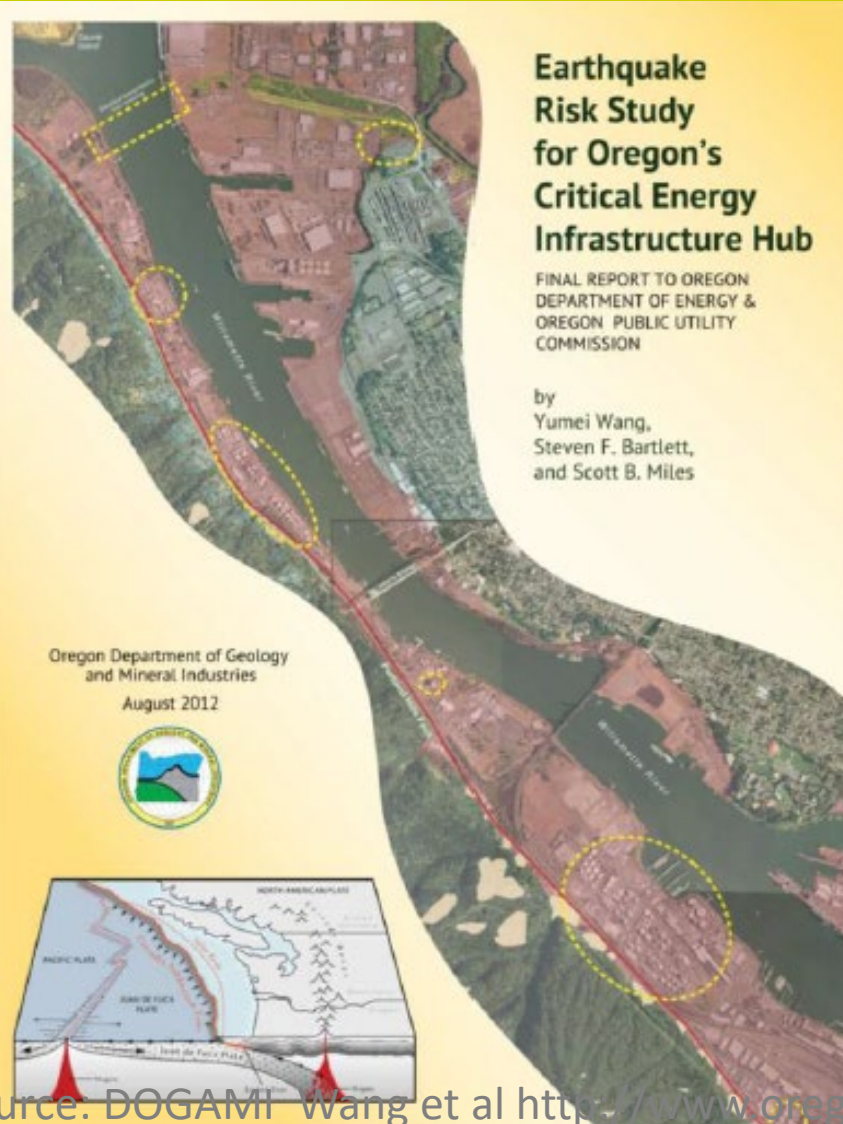 Earthquake
Risk Study
for Oregon's
Critical Energy
Infrastructure Hub
FINAL REPORT TO OREGON
DEPARTMENT OF ENERGY &
OREGON PUBLIC UTILITY
COMMISSION
by
Yumei Wang,
Steven F. Bartlett,
and Scott B. Miles
Willamette River
Willamette River
Oregon Department of Geology
and Mineral Industries
August 2012
NORTH AMERICAN PLATE
PACIFIC PLATE
JUAN DE FUCA
PLATE
Juan de Fuca Plate
urce: DOGAMI Wang et al http://www.oreg